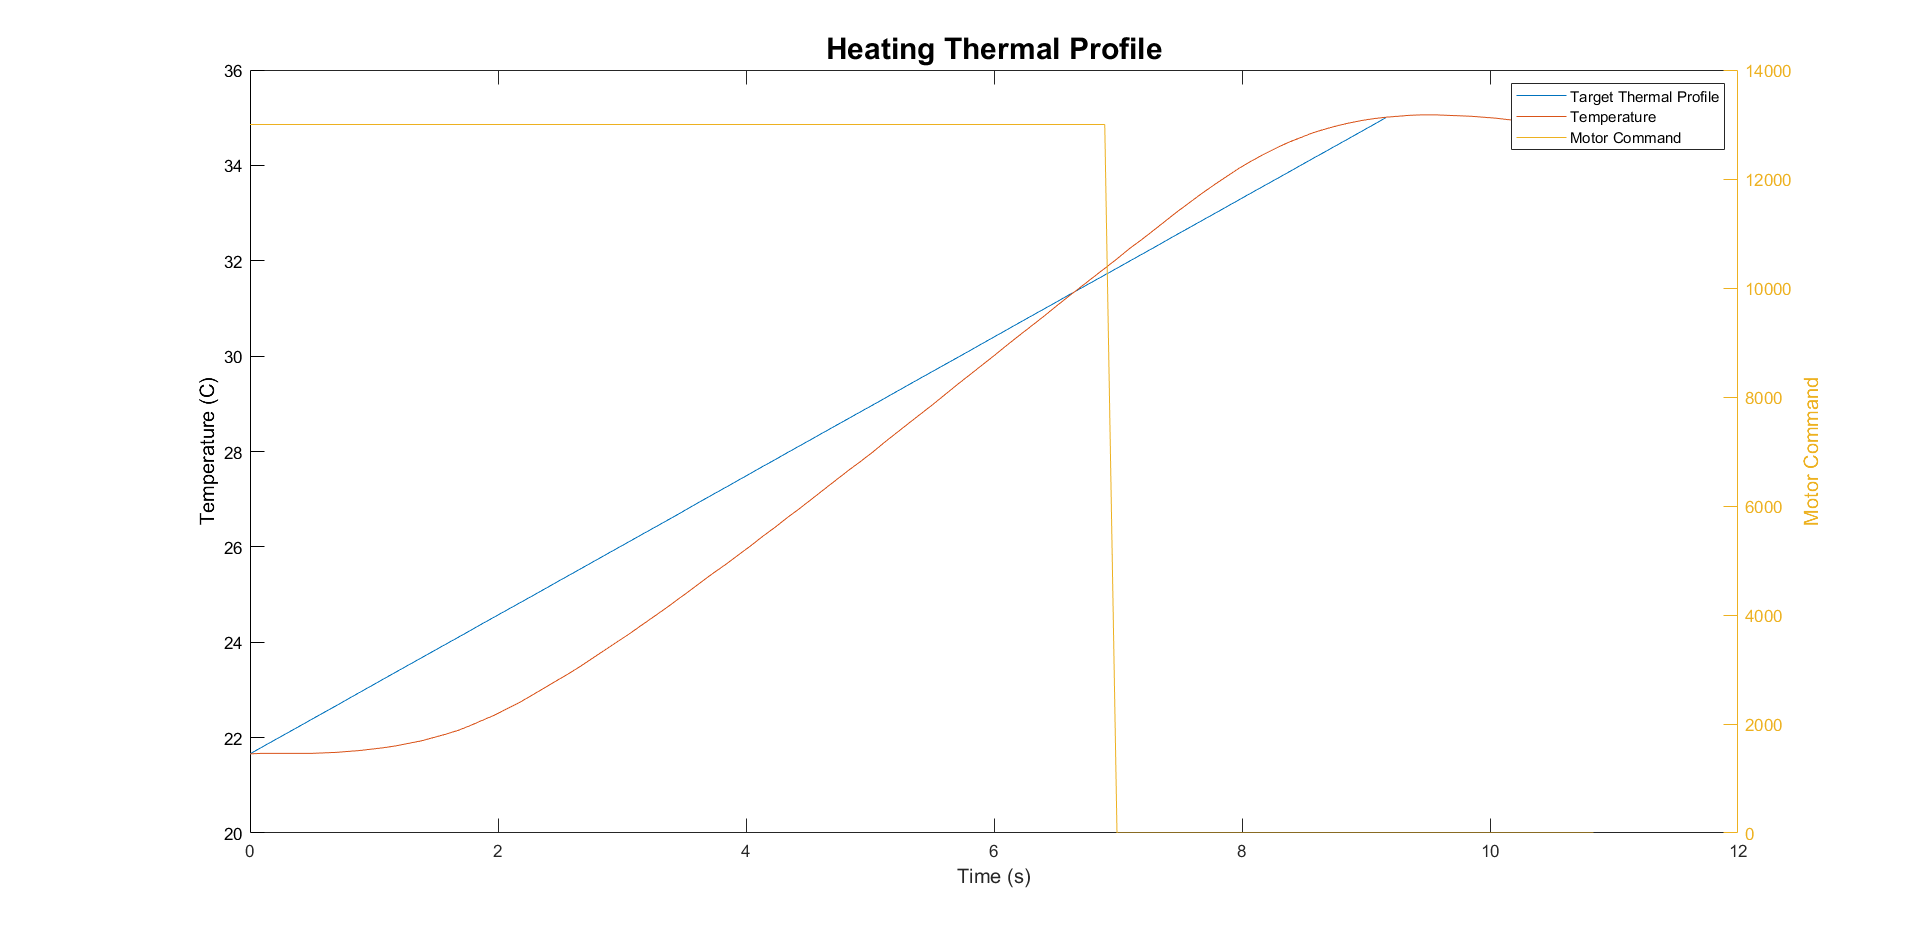 Heating Thermal Profile
36
34
32
30
28
26
24
22
20
Temperature (C)
0 2 4 6 8 10 12
Time (s)
14000
12000
10000
8000
6000
4000
2000
0
Motor Command
Target Thermal Profile
Temperature
Motor Command